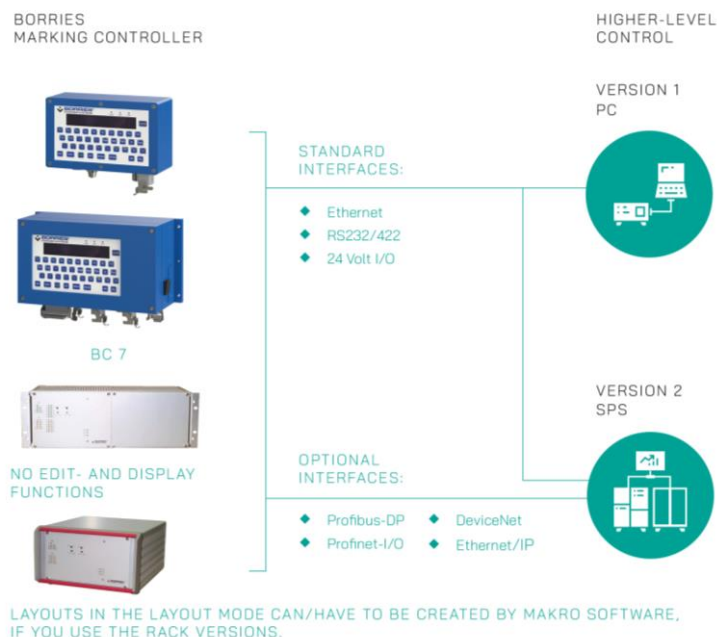 BORRIES
MARKING CONTROLLER
HIGHER-LEVEL
CONTROL
VERSION 1
PC
STANDARD
INTERFACES:
◆ Ethernet
◆ RS232/422
◆ 24 Volt I/O
BC 7
NO EDIT- AND DISPLAY
FUNCTIONS
VERSION 2
SPS
OPTIONAL
INTERFACES:
◆ Profibus-DP ◆ DeviceNet
◆ Profinet-I/O ◆ Ethernet/IP
LAYOUTS IN THE LAYOUT MODE CAN/HAVE TO BE CREATED BY MAKRO SOFTWARE,
IF YOU USE THE RACK VERSIONS.